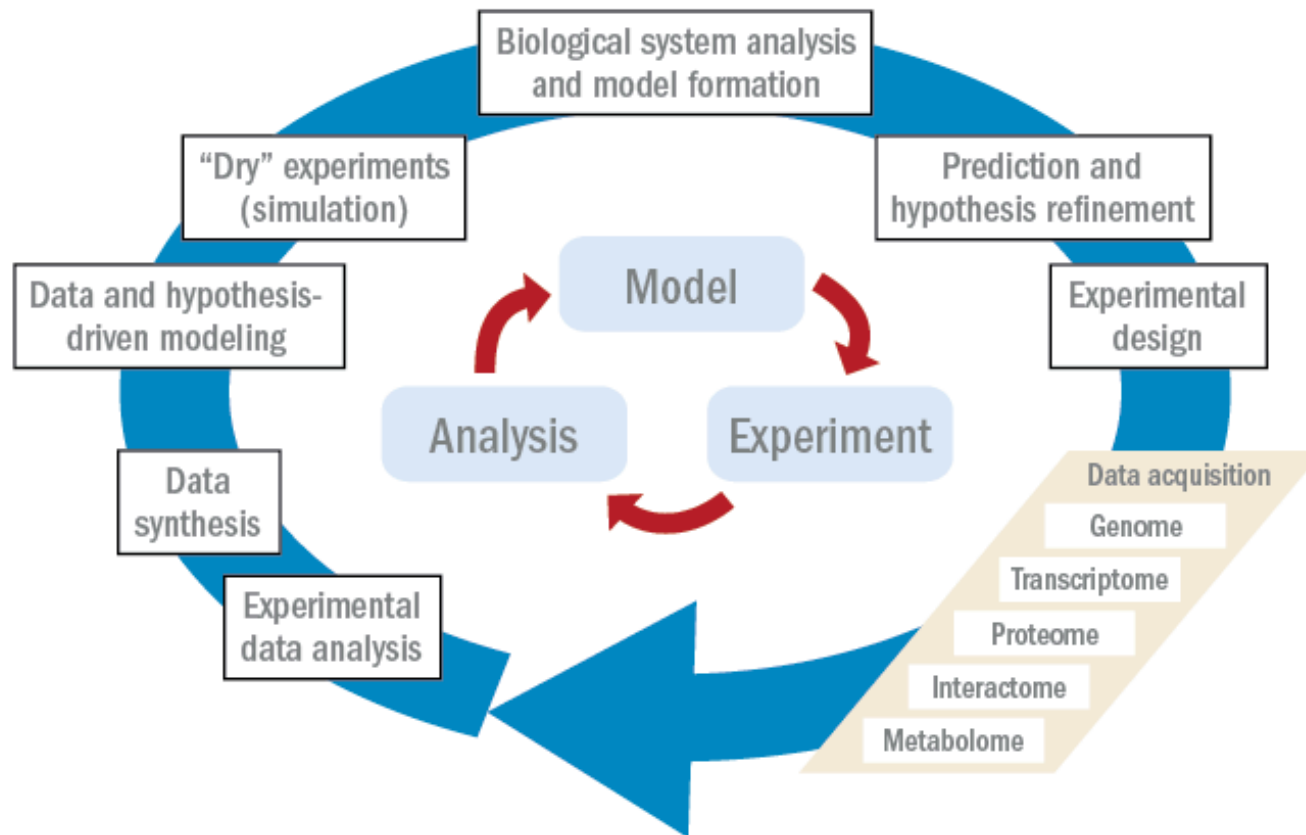 Biological system analysis
and model formation
“Dry” experiments
(simulation)
Prediction and
hypothesis refinement
Data and hypothesis-
driven modeling
Model
Experimental
design
Analysis
Experiment
Data
synthesis
Data acquisition
Genome
Transcriptome
Proteome
Interactome
Metabolome
Experimental
data analysis